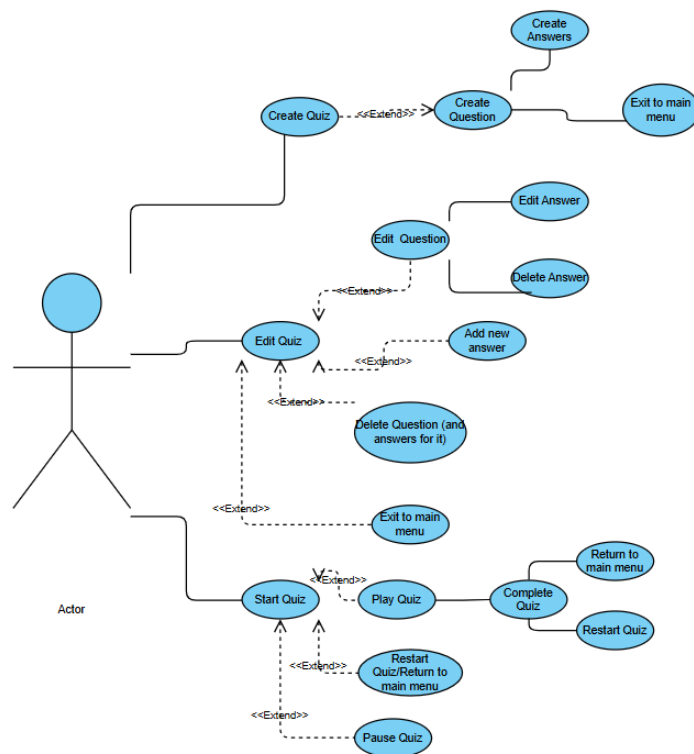 Create
Answers
Create Quiz
<<Extend>>
Create
Question
Exit to main
menu
Edit Question
Edit Answer
<<Extend>>
Delete Answer
Edit Quiz
Add new
answer
<<Extend>>
<<Extend>>
Delete Question (and
answers for it)
<<Extend>>
Exit to main
menu
Actor
Start Quiz
<<Extend>>
Play Quiz
Complete
Quiz
Return to
main menu
Restart Quiz
<<Extend>>
Restart
Quiz/Return to
main menu
<<Extend>>
Pause Quiz